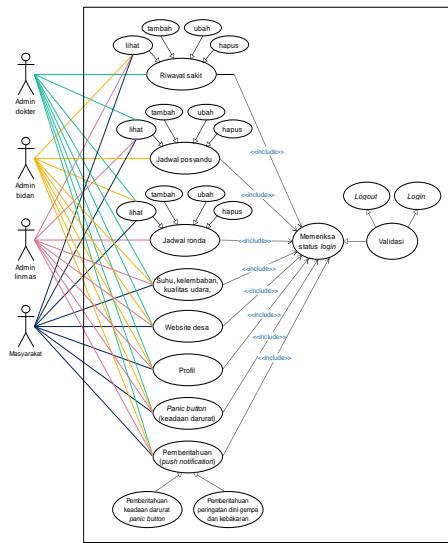 tambah
ubah
lihat
hapus
Riwayat sakit
Admin
dokter
tambah
ubah
lihat
hapus
<<include>>
Jadwal posyandu
<<include>>
Admin
bidan
tambah
ubah
lihat
hapus
Logout
Login
Jadwal ronda
<<include>>
Memeriksa
status login
Validasi
Admin
linmas
Suhu, kelembaban,
kualitas udara,
<<include>>
<<include>>
Website desa
Masyarakat
<<include>>
Profil
<<include>>
Panic button
(keadaan darurat)
<<include>>
Pemberitahuan
(push notification)
Pemberitahuan
keadaan darurat
panic button
Pemberitahuan
peringatan dini gempa
dan kebakaran